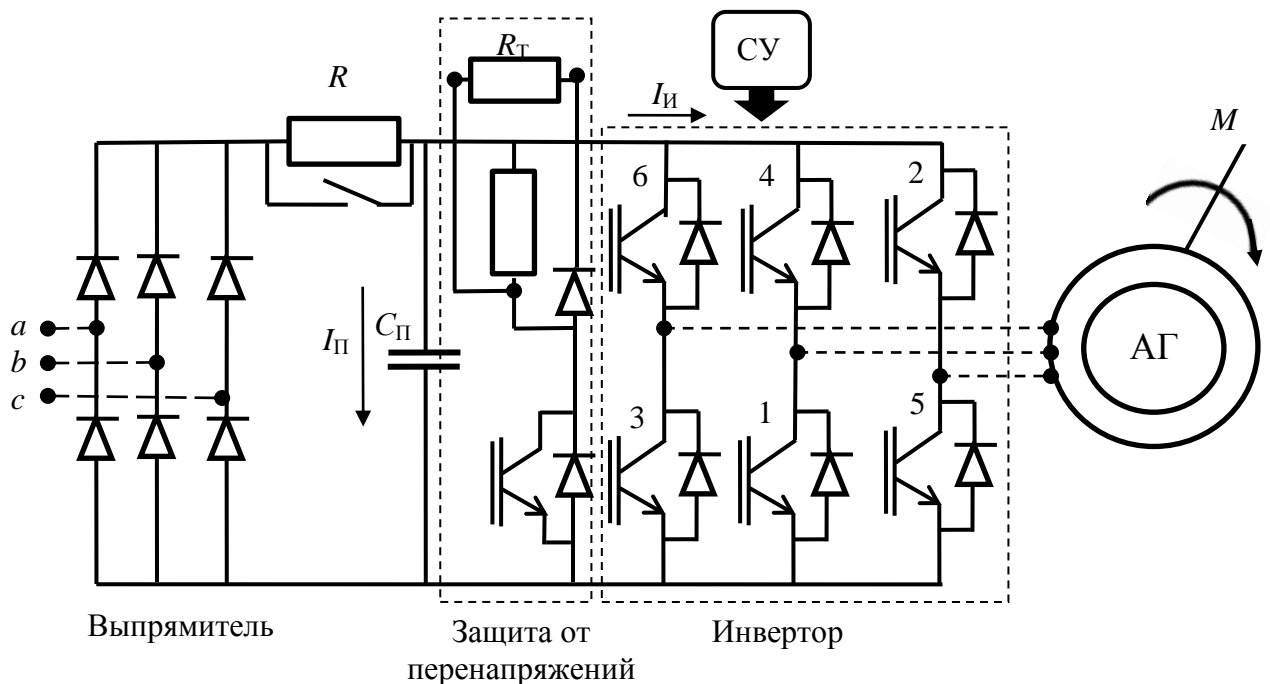 СУ
R
R_Т
I_И
M
6
4
2
a
b
c
I_П
C_П
АГ
3
1
5
Выпрямитель
Защита от
перенапряжений
Инвертор